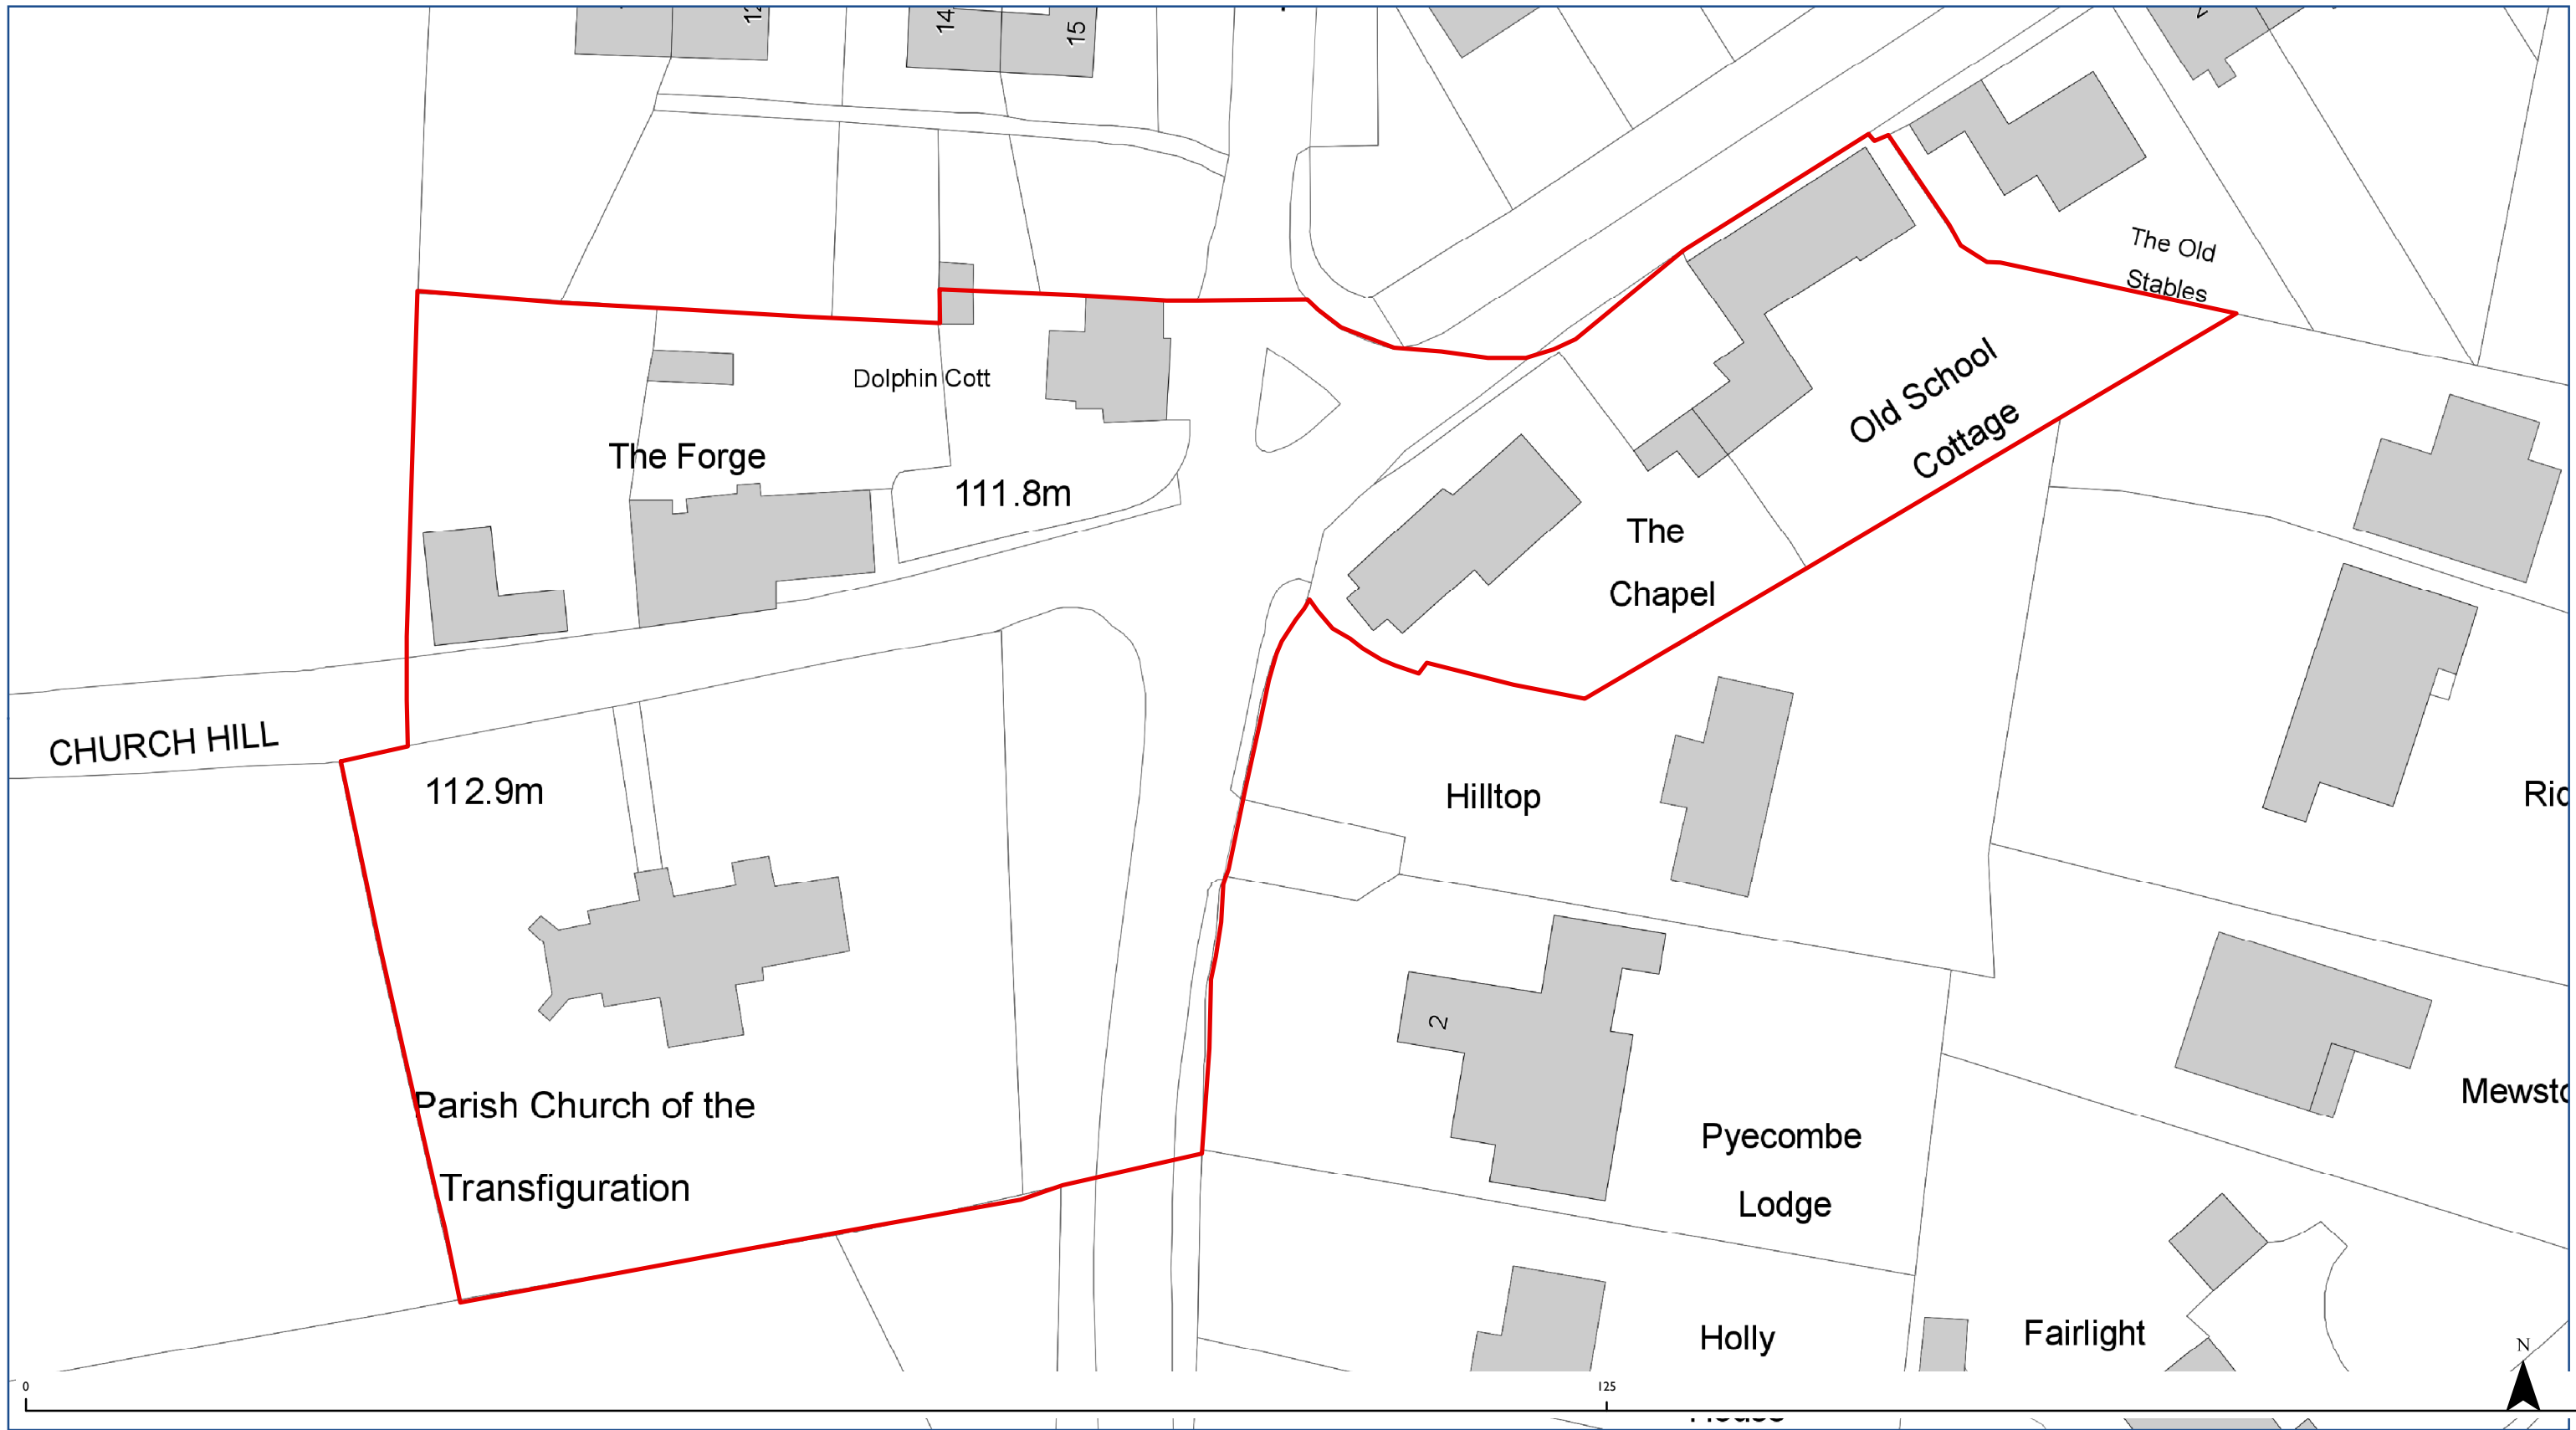 14
15
The Old
Stables
Dolphin Cott
Old School
Cottage
The Forge
111.8m
The
Chapel
CHURCH HILL
112.9m
Hilltop
2
Parish Church of the
Transfiguration
Pyecombe
Lodge
Holly
Fairlight
N
0
125